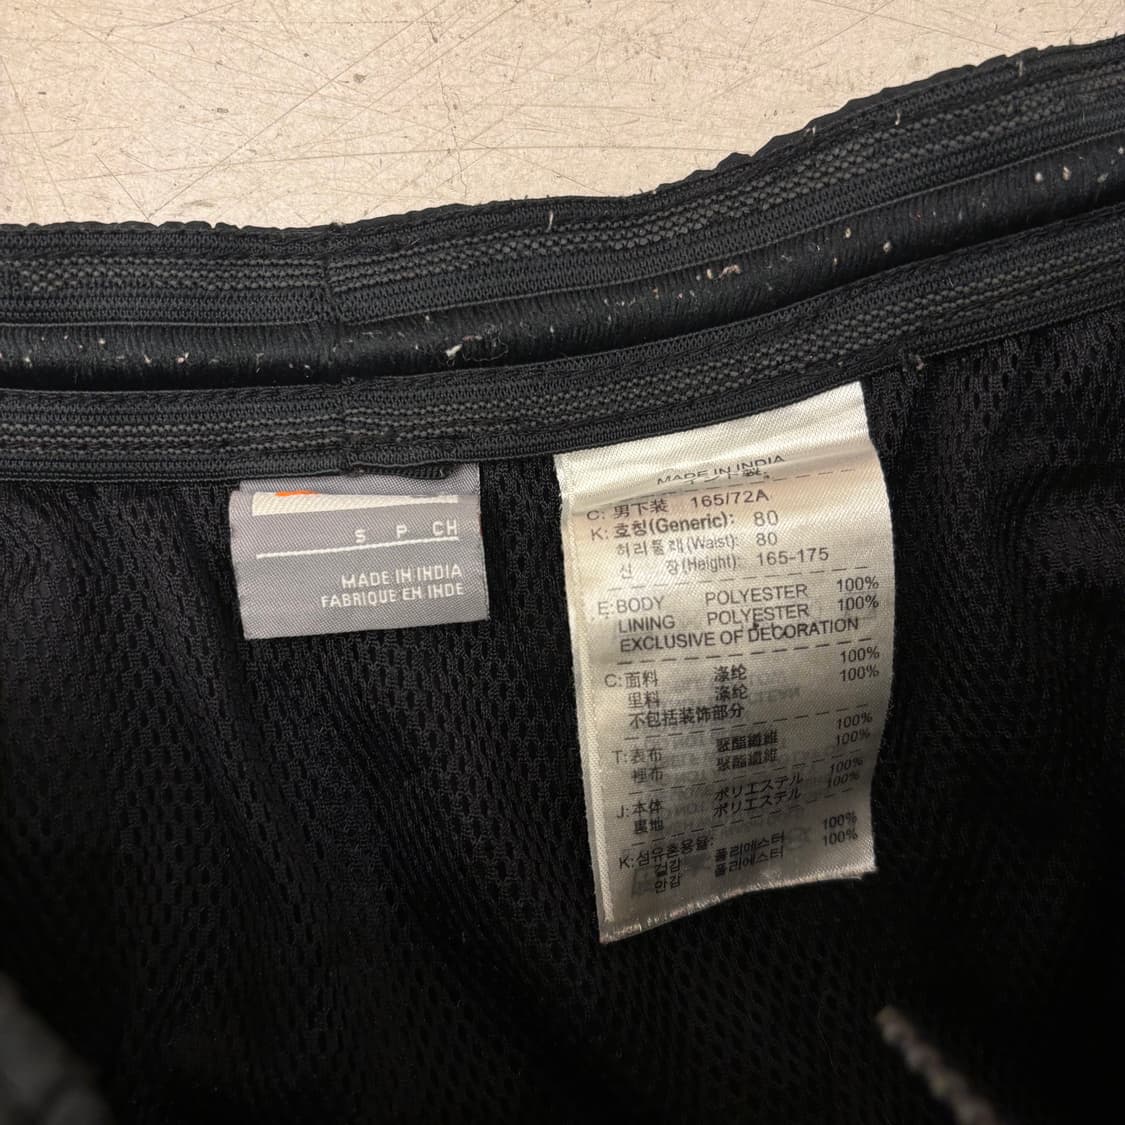 S P CH
MADE IN INDIA
FABRIQUE EN INDE
MADE IN INDIA
インド製
C: 男下装 165/72A
K: 호칭(Generic): 80
허리둘레(Waist): 80
신 장(Height): 165-175
E: BODY POLYESTER 100%
LINING POLYESTER 100%
EXCLUSIVE OF DECORATION
C: 面料 涤纶 100%
里料 涤纶 100%
不包括装饰部分
T: 表布 聚酯纖維 100%
裡布 聚酯纖維 100%
J: 本体 ポリエステル 100%
裏地 ポリエステル 100%
K: 섬유혼용율:
겉감 폴리에스터 100%
안감 폴리에스터 100%